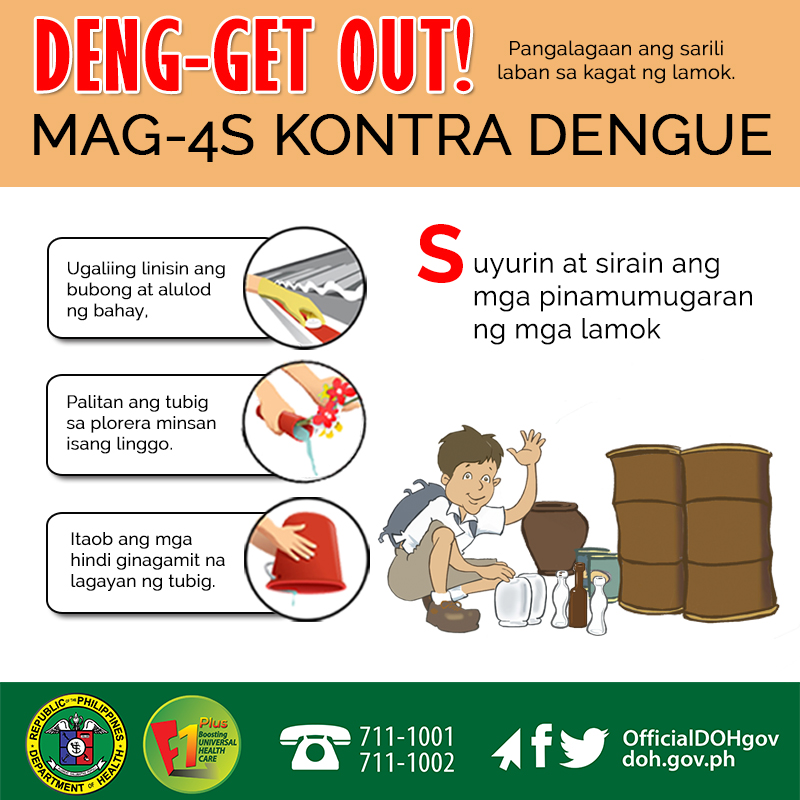 DENG-GET OUT!
Pangalagaan ang sarili
laban sa kagat ng lamok.
MAG-4S KONTRA DENGUE
Ugaliing linisin ang
bubong at alulod
ng bahay,
Palitan ang tubig
sa plorera minsan
isang linggo.
Itaob ang mga
hindi ginagamit na
lagayan ng tubig.
Suyurin at sirain ang
mga pinamumugaran
ng mga lamok
REPUBLIC OF THE PHILIPPINES
DEPARTMENT OF HEALTH
F1 Plus
Boosting
UNIVERSAL
HEALTH
CARE
711-1001
711-1002
OfficialDOHgov
doh.gov.ph